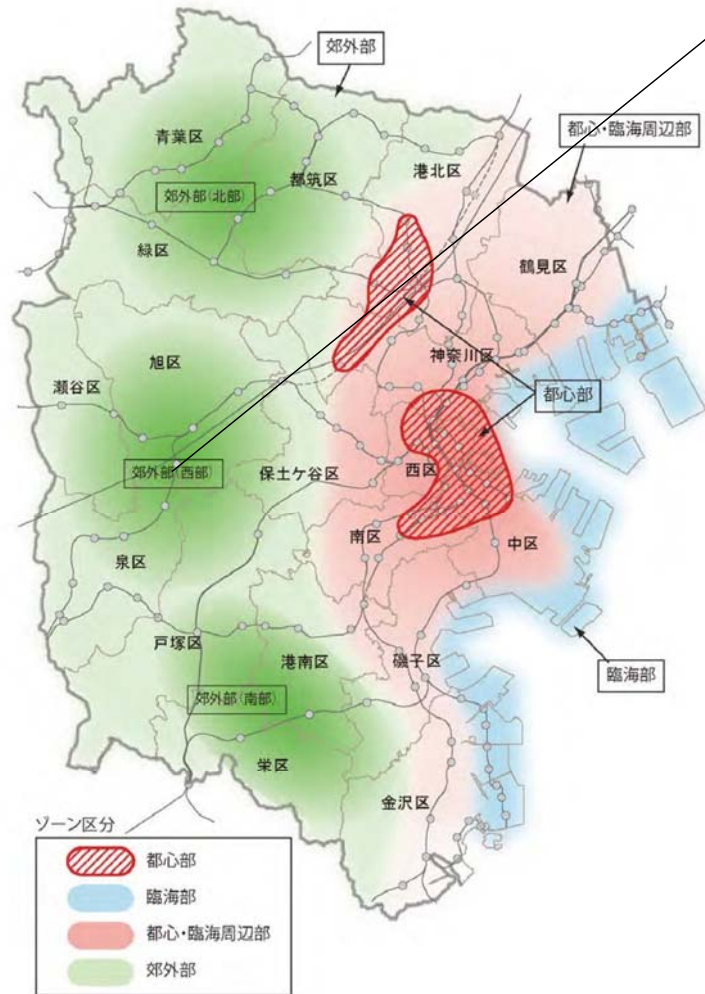 郊外部
都心・臨海周辺部
青葉区
都筑区
港北区
郊外部(北部)
緑区
鶴見区
旭区
神奈川区
瀬谷区
都心部
郊外部(西部)
保土ケ谷区
西区
南区
中区
泉区
戸塚区
港南区
磯子区
臨海部
郊外部(南部)
栄区
金沢区
ゾーン区分
都心部
臨海部
都心・臨海周辺部
郊外部